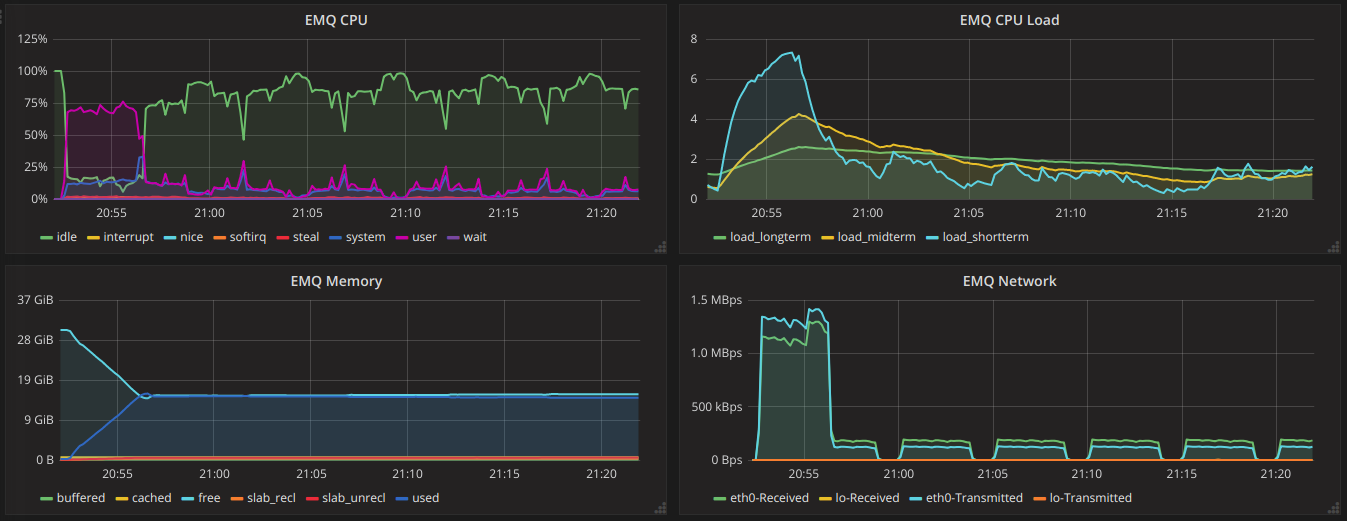 EMQ CPU
125%
100%
75%
50%
25%
0%
20:55 21:00 21:05 21:10 21:15 21:20
idle interrupt nice softirq steal system user wait
EMQ CPU Load
8
6
4
2
0
20:55 21:00 21:05 21:10 21:15 21:20
load_longterm load_midterm load_shortterm
EMQ Memory
37 GiB
28 GiB
19 GiB
9 GiB
0 B
20:55 21:00 21:05 21:10 21:15 21:20
buffered cached free slab_recl slab_unrecl used
EMQ Network
1.5 MBps
1.0 MBps
500 kBps
0 Bps
20:55 21:00 21:05 21:10 21:15 21:20
eth0-Received lo-Received eth0-Transmitted lo-Transmitted